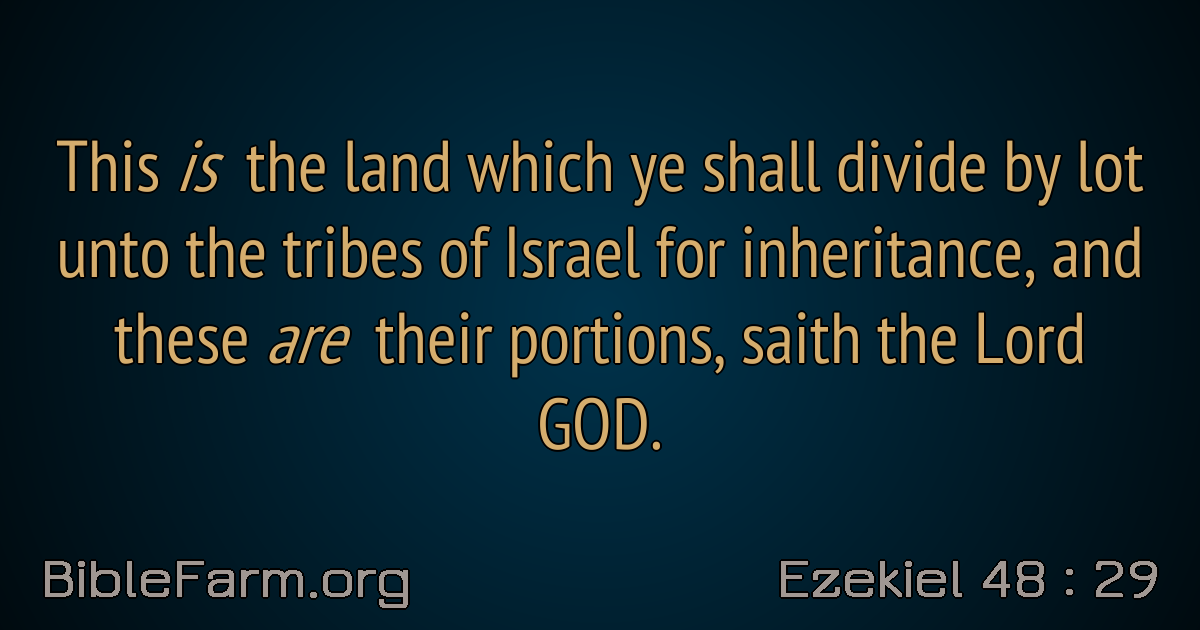 This is the land which ye shall divide by lot
unto the tribes of Israel for inheritance, and
these are their portions, saith the Lord
GOD.
BibleFarm.org
Ezekiel 48 : 29